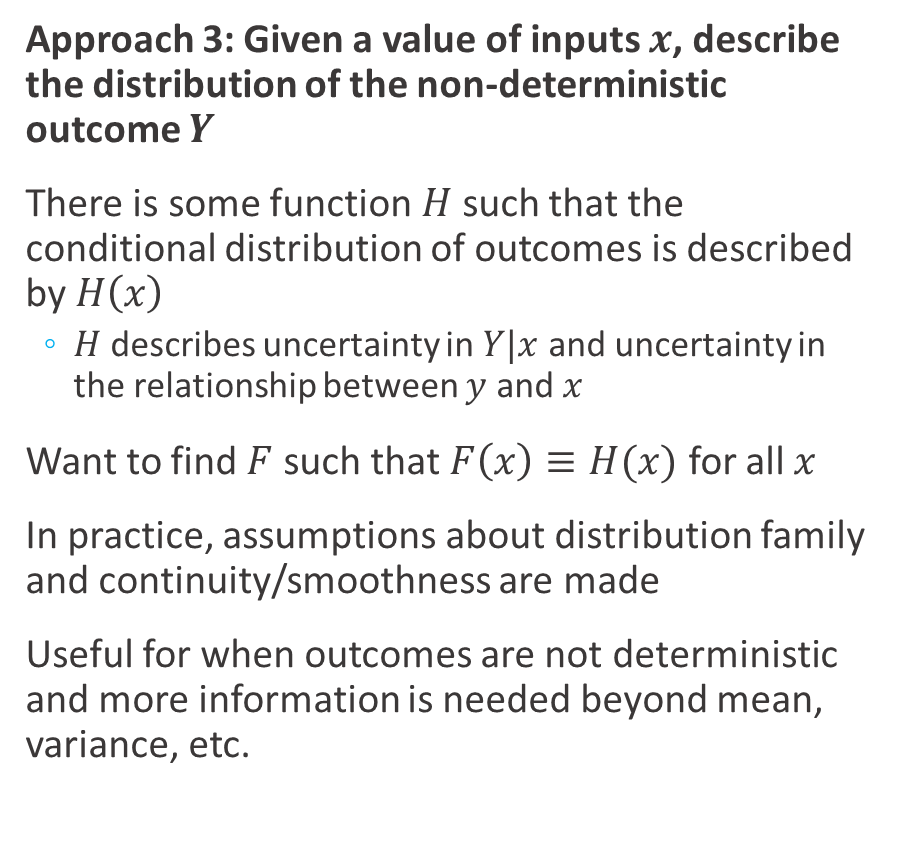 Approach 3: Given a value of inputs x, describe
the distribution of the non-deterministic
outcome Y
There is some function H such that the
conditional distribution of outcomes is described
by H(x)
◦ H describes uncertainty in Y|x and uncertainty in
the relationship between y and x
Want to find F such that F(x) ≡ H(x) for all x
In practice, assumptions about distribution family
and continuity/smoothness are made
Useful for when outcomes are not deterministic
and more information is needed beyond mean,
variance, etc.